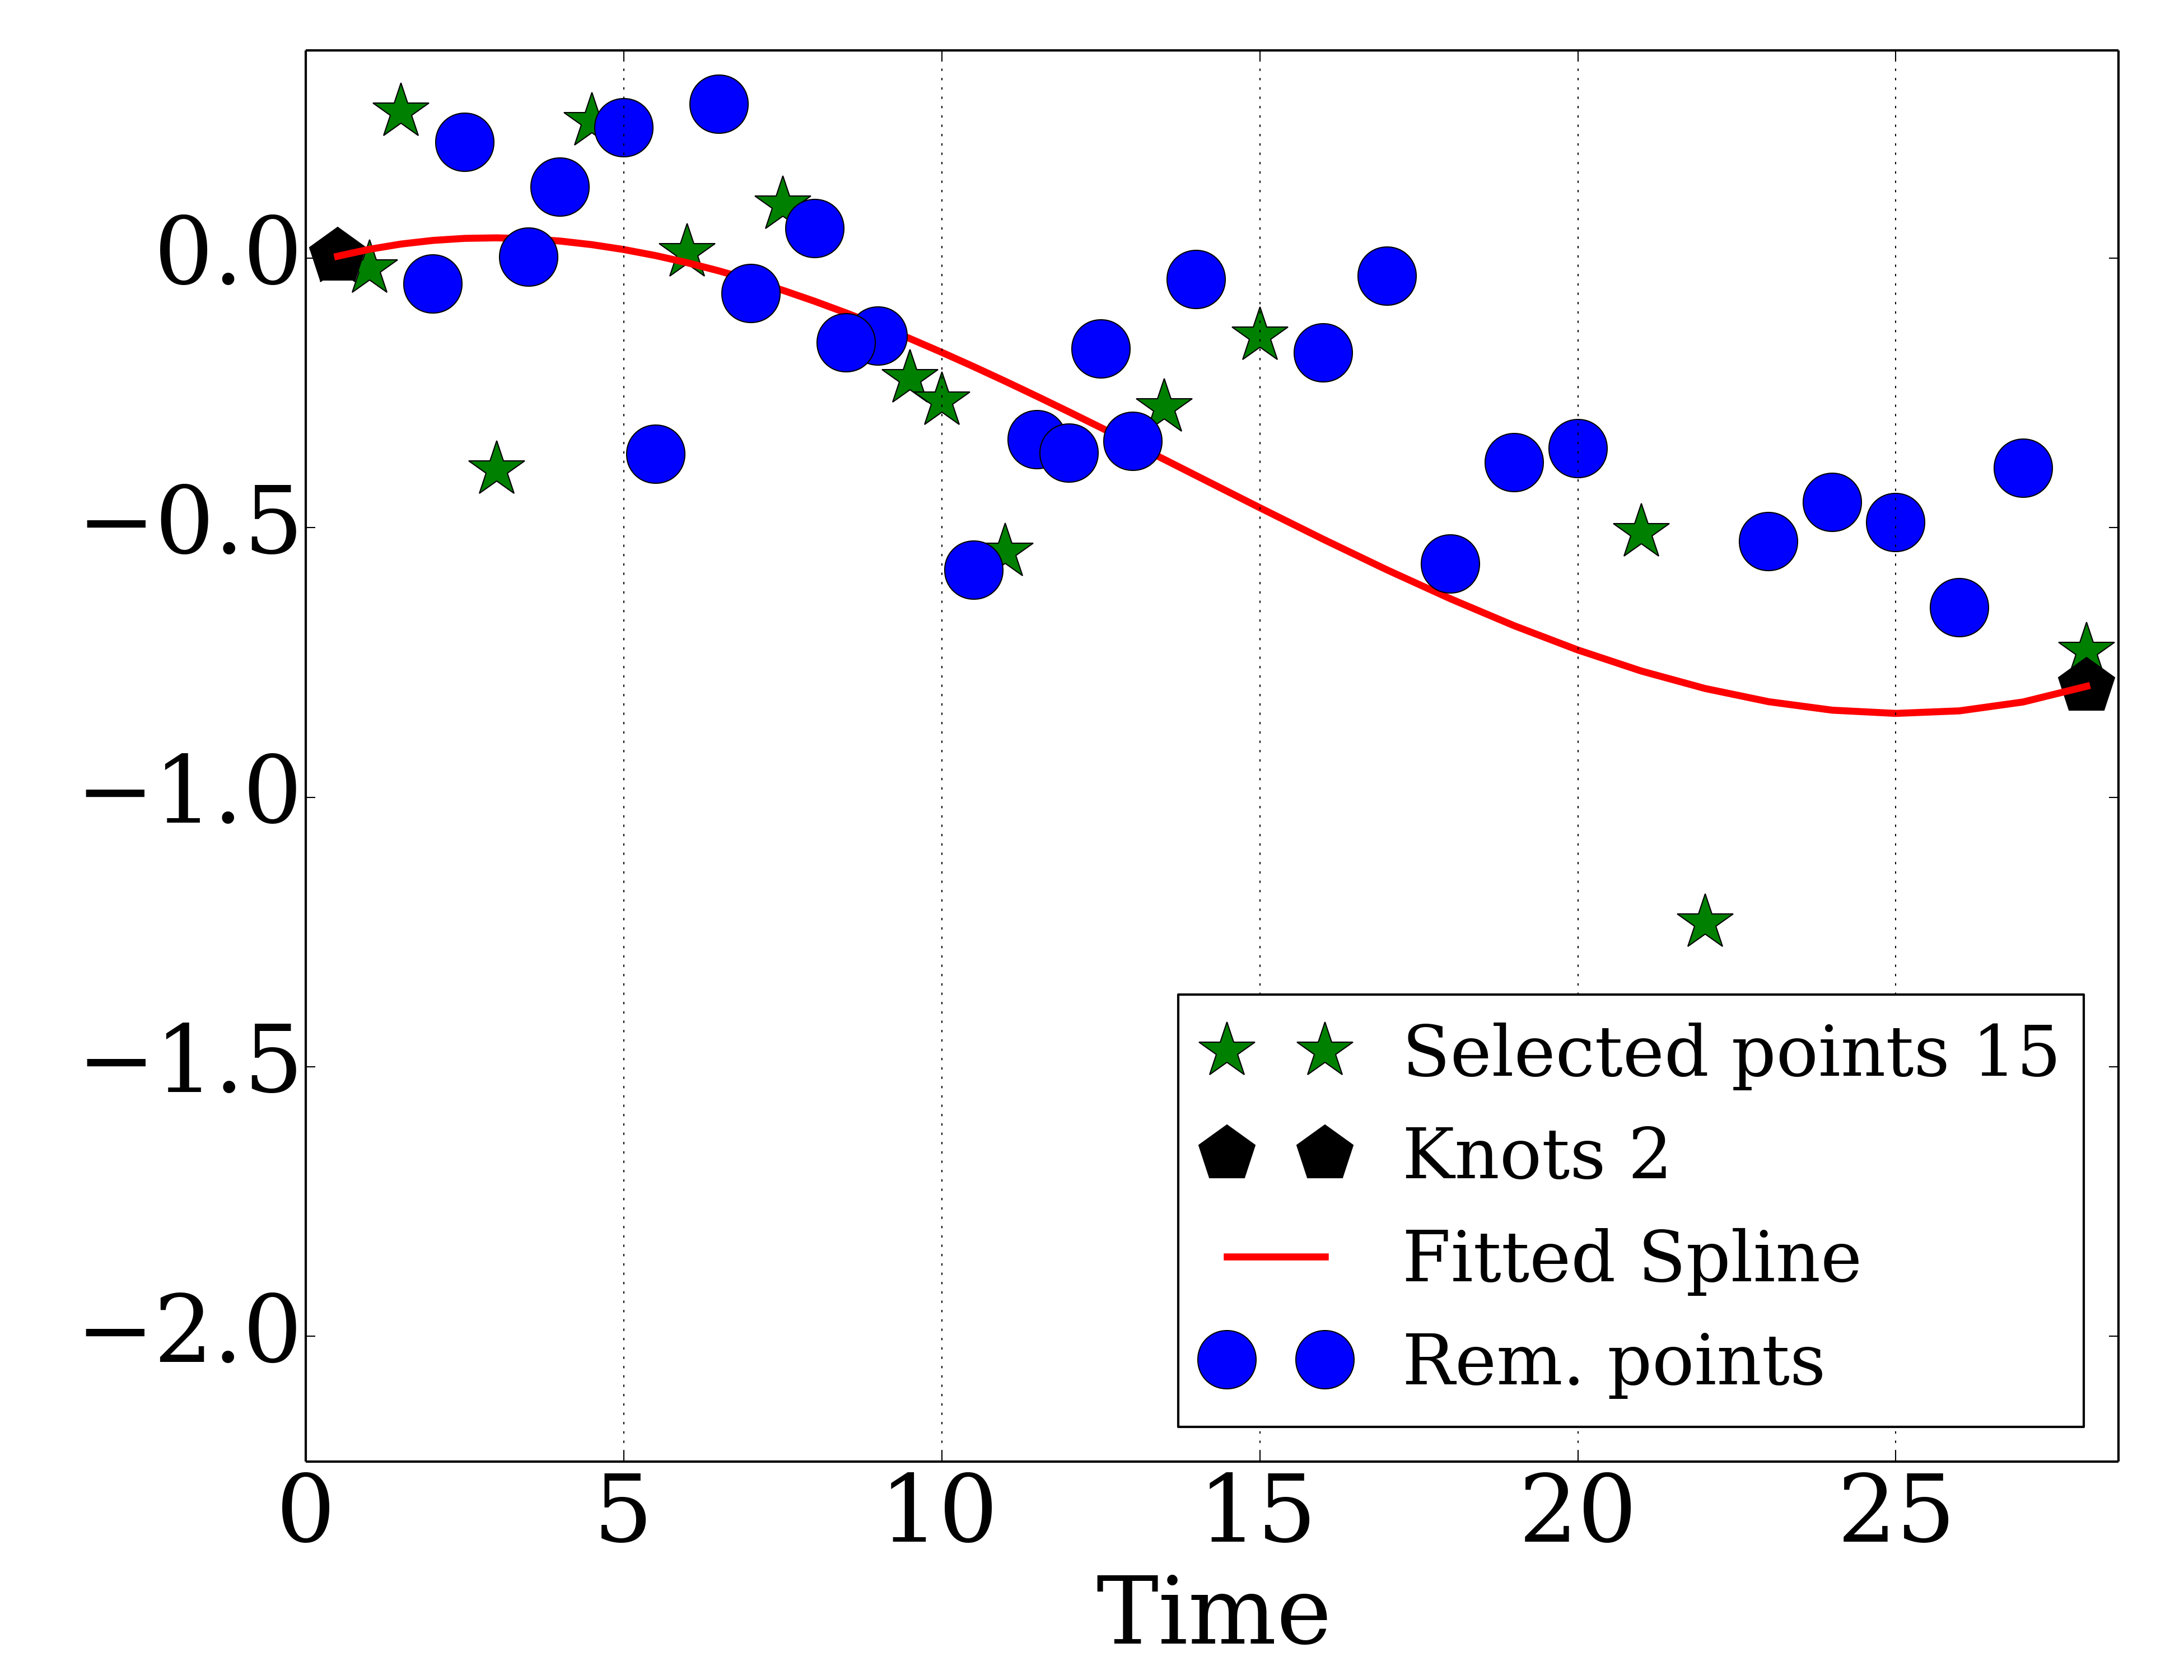 0.0
−0.5
−1.0
−1.5
−2.0
Selected points 15
Knots 2
Fitted Spline
Rem. points
0 5 10 15 20 25
Time